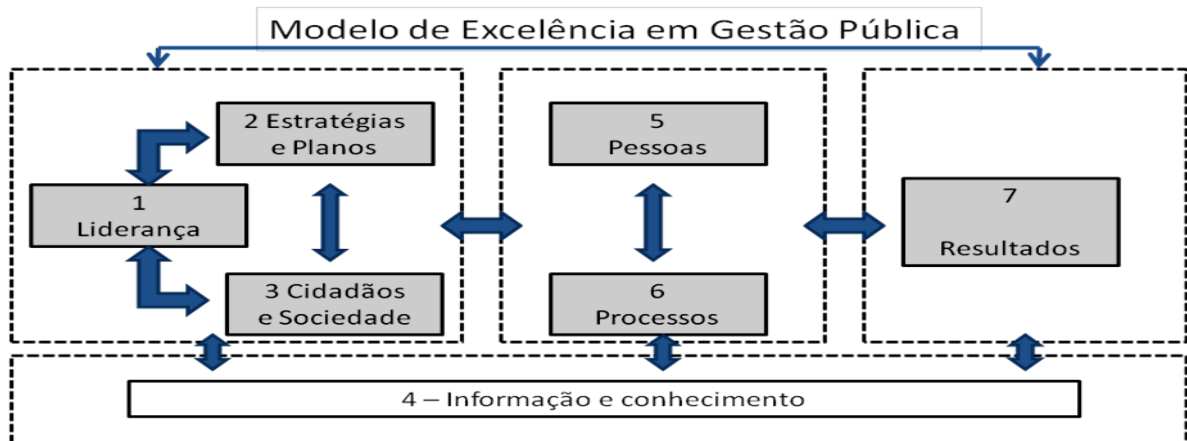 Modelo de Excelência em Gestão Pública
2 Estratégias
e Planos
1
Liderança
3 Cidadãos
e Sociedade
5
Pessoas
6
Processos
7
Resultados
4 – Informação e conhecimento